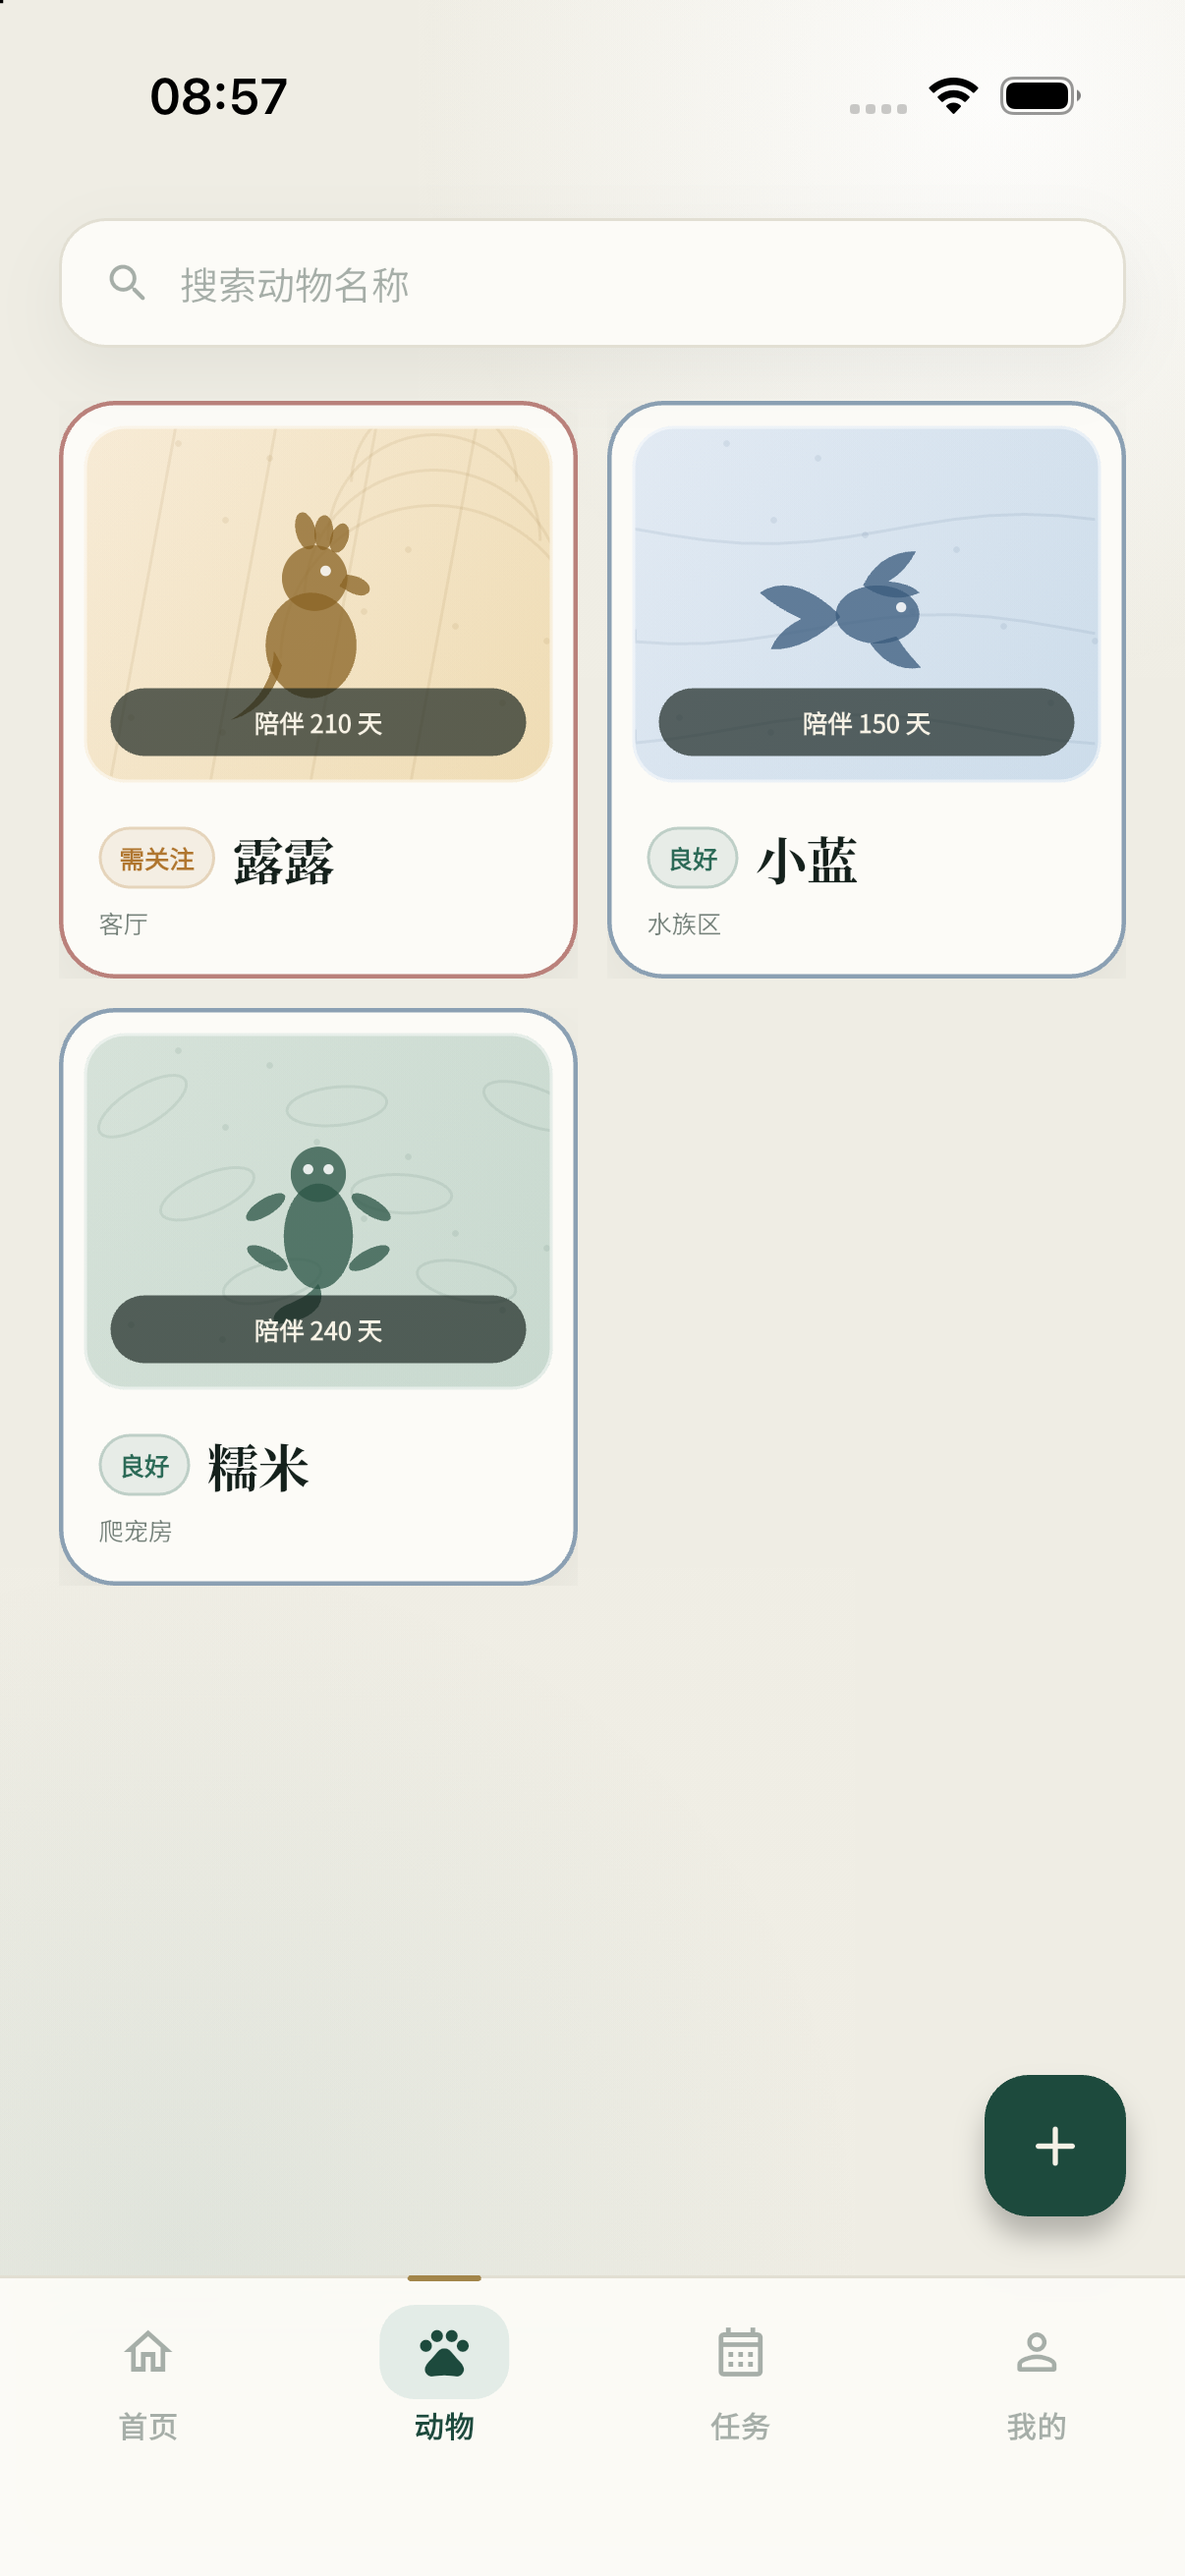 08:57
搜索动物名称
陪伴 210 天
陪伴 150 天
需关注 露露
良好 小蓝
客厅
水族区
陪伴 240 天
良好 糯米
爬宠房
首页
动物
任务
我的